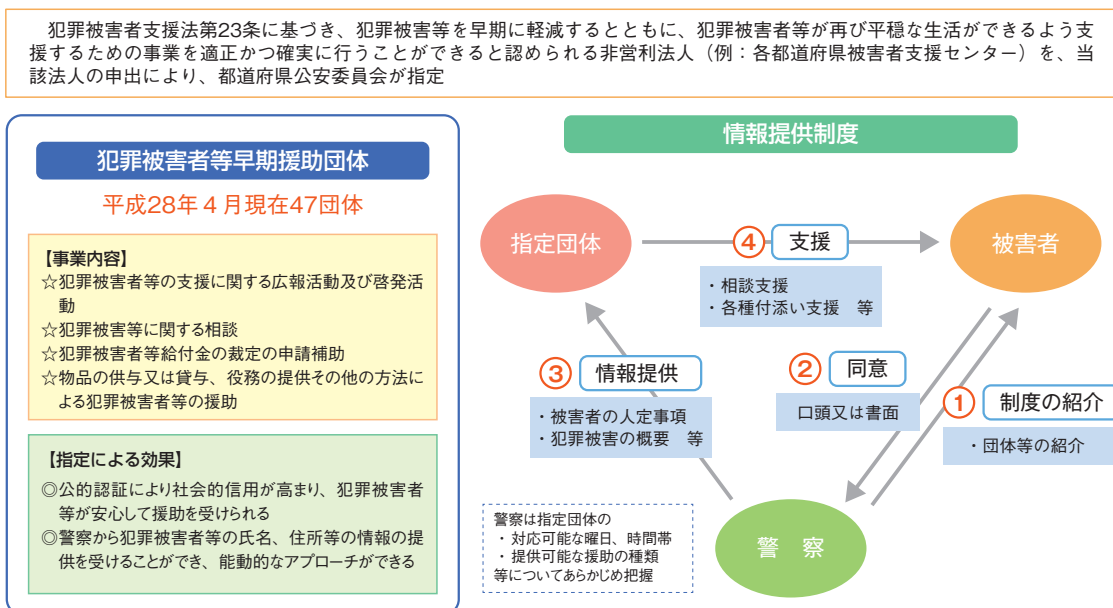 犯罪被害者支援法第23条に基づき、犯罪被害等を早期に軽減するとともに、犯罪被害者等が再び平穏な生活ができるよう支
援するための事業を適正かつ確実に行うことができると認められる非営利法人（例：各都道府県被害者支援センター）を、当
該法人の申出により、都道府県公安委員会が指定
犯罪被害者等早期援助団体
平成28年４月現在47団体
【事業内容】
☆犯罪被害者等の支援に関する広報活動及び啓発活
動
☆犯罪被害等に関する相談
☆犯罪被害者等給付金の裁定の申請補助
☆物品の供与又は貸与、役務の提供その他の方法に
よる犯罪被害者等の援助
【指定による効果】
◎公的認証により社会的信用が高まり、犯罪被害者
等が安心して援助を受けられる
◎警察から犯罪被害者等の氏名、住所等の情報の提
供を受けることができ、能動的なアプローチができる
情報提供制度
指定団体
④ 支援
被害者
・相談支援
・各種付添い支援　等
③ 情報提供
・被害者の人定事項
・犯罪被害の概要　等
② 同意
口頭又は書面
① 制度の紹介
・団体等の紹介
警察は指定団体の
・対応可能な曜日、時間帯
・提供可能な援助の種類
等についてあらかじめ把握
警　察